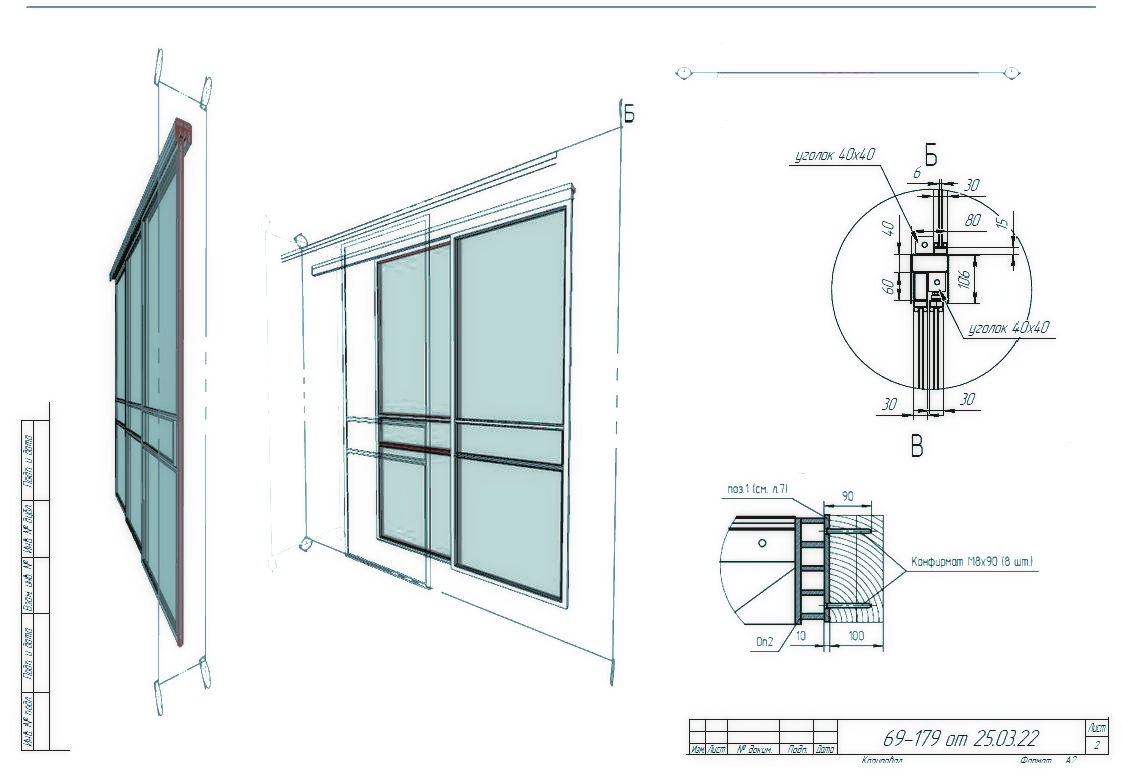 Б
уголок 40х40
Б
6
30
80
15
40
60
106
уголок 40х40
30
30
В
поз.1 (см. л.7)
90
Конфирмат М8х90 (8 шт.)
Оп2
10
100
Подп. и дата
Инв. № дубл.
Взам. инв. №
Подп. и дата
Инв. № подл.
69-179 от 25.03.22
Лист
2
Изм. Лист № докум. Подп. Дата
Копировал Формат А2